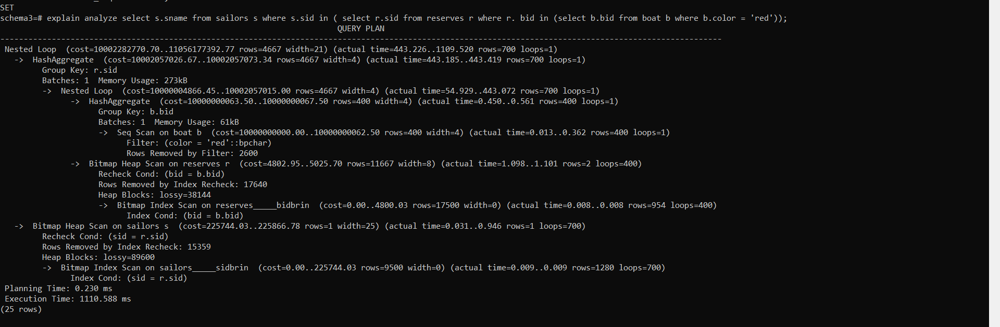 SET
schema3=# explain analyze select s.sname from sailors s where s.sid in ( select r.sid from reserves r where r. bid in (select b.bid from boat b where b.color = 'red'));
QUERY PLAN
----------------------------------------------------------------------------------------------------------------------------------------------------------
Nested Loop  (cost=10002282770.70..11056177392.77 rows=4667 width=21) (actual time=443.226..1109.520 rows=700 loops=1)
->  HashAggregate  (cost=10002057026.67..10002057073.34 rows=4667 width=4) (actual time=443.185..443.419 rows=700 loops=1)
Group Key: r.sid
Batches: 1  Memory Usage: 273kB
->  Nested Loop  (cost=10000004866.45..10002057015.00 rows=4667 width=4) (actual time=54.929..443.072 rows=700 loops=1)
->  HashAggregate  (cost=10000000063.50..10000000067.50 rows=400 width=4) (actual time=0.450..0.561 rows=400 loops=1)
Group Key: b.bid
Batches: 1  Memory Usage: 61kB
->  Seq Scan on boat b  (cost=10000000000.00..10000000062.50 rows=400 width=4) (actual time=0.013..0.362 rows=400 loops=1)
Filter: (color = 'red'::bpchar)
Rows Removed by Filter: 2600
->  Bitmap Heap Scan on reserves r  (cost=4802.95..5025.70 rows=11667 width=8) (actual time=1.098..1.101 rows=2 loops=400)
Recheck Cond: (bid = b.bid)
Rows Removed by Index Recheck: 17640
Heap Blocks: lossy=38144
->  Bitmap Index Scan on reserves_____bidbrin  (cost=0.00..4800.03 rows=17500 width=0) (actual time=0.008..0.008 rows=954 loops=400)
Index Cond: (bid = b.bid)
->  Bitmap Heap Scan on sailors s  (cost=225744.03..225866.78 rows=1 width=25) (actual time=0.031..0.946 rows=1 loops=700)
Recheck Cond: (sid = r.sid)
Rows Removed by Index Recheck: 15359
Heap Blocks: lossy=89600
->  Bitmap Index Scan on sailors_____sidbrin  (cost=0.00..225744.03 rows=9500 width=0) (actual time=0.009..0.009 rows=1280 loops=700)
Index Cond: (sid = r.sid)
Planning Time: 0.230 ms
Execution Time: 1110.588 ms
(25 rows)